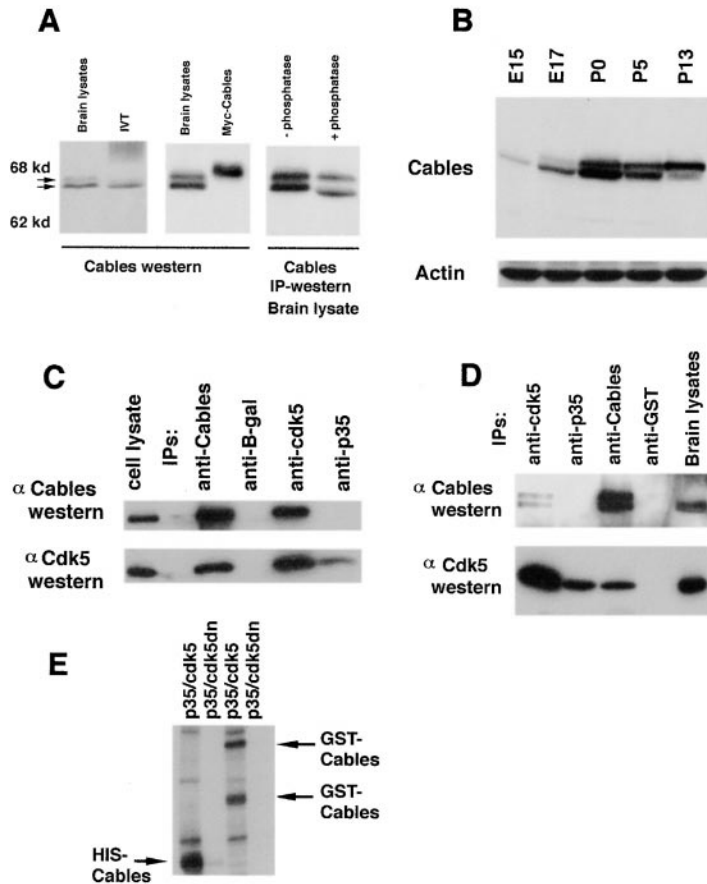 A
Brain lysates
IVT
Brain lysates
Myc-Cables
- phosphatase
+ phosphatase
68 kd
62 kd
Cables western
Cables
IP-western
Brain lysate
B
E15
E17
P0
P5
P13
Cables
Actin
C
cell lysate
IPs:
anti-Cables
anti-B-gal
anti-cdk5
anti-p35
α Cables
western
α Cdk5
western
D
IPs:
anti-cdk5
anti-p35
anti-Cables
anti-GST
Brain lysates
α Cables
western
α Cdk5
western
E
p35/cdk5
p35/cdk5dn
p35/cdk5
p35/cdk5dn
GST-
Cables
GST-
Cables
HIS-
Cables